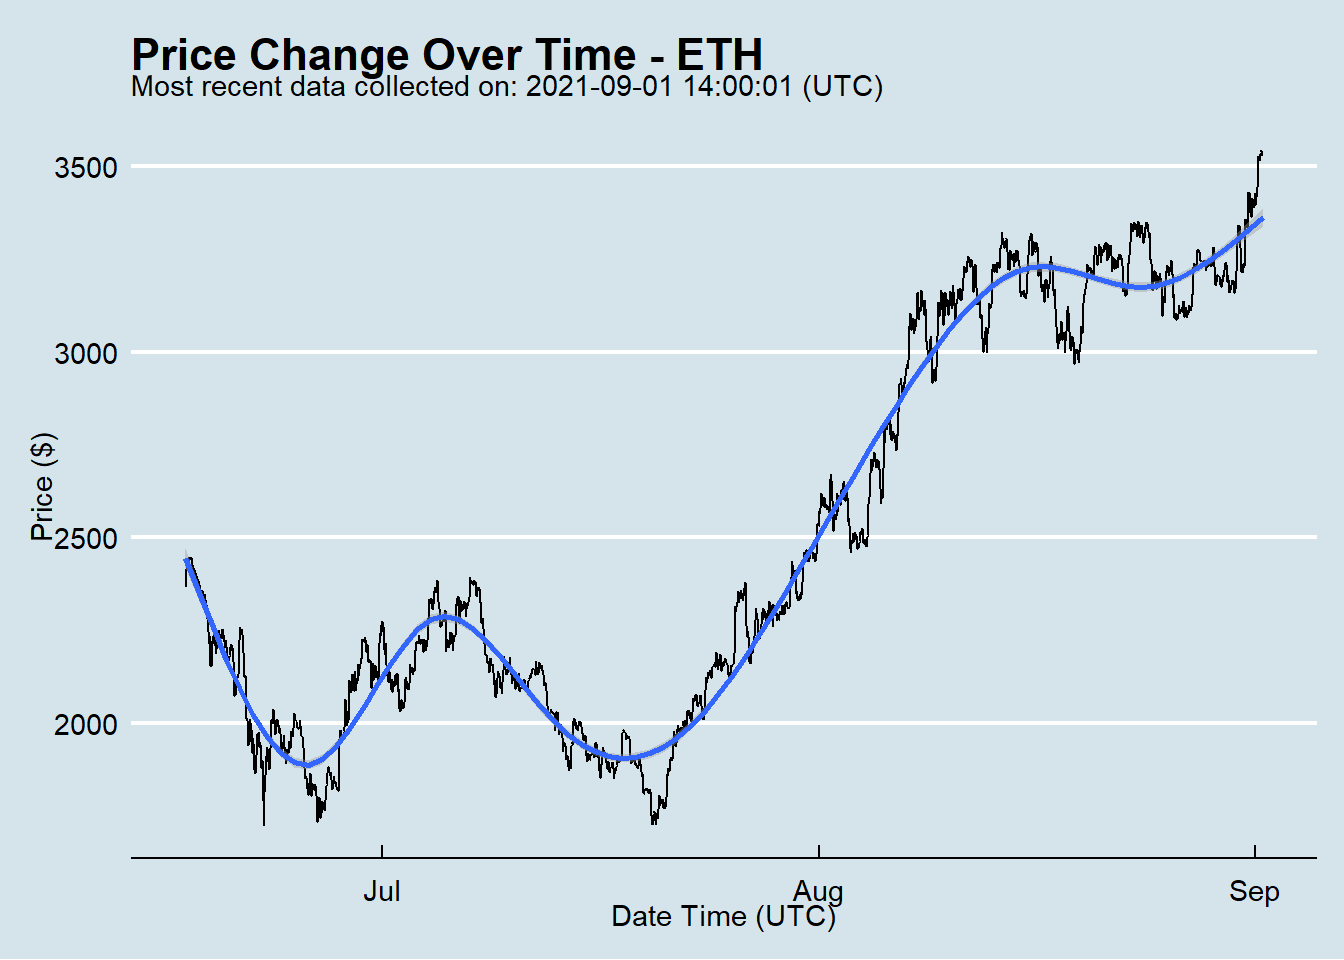 Price Change Over Time - ETH
Most recent data collected on: 2021-09-01 14:00:01 (UTC)
3500
3000
2500
2000
Price ($)
Jul
Aug
Sep
Date Time (UTC)